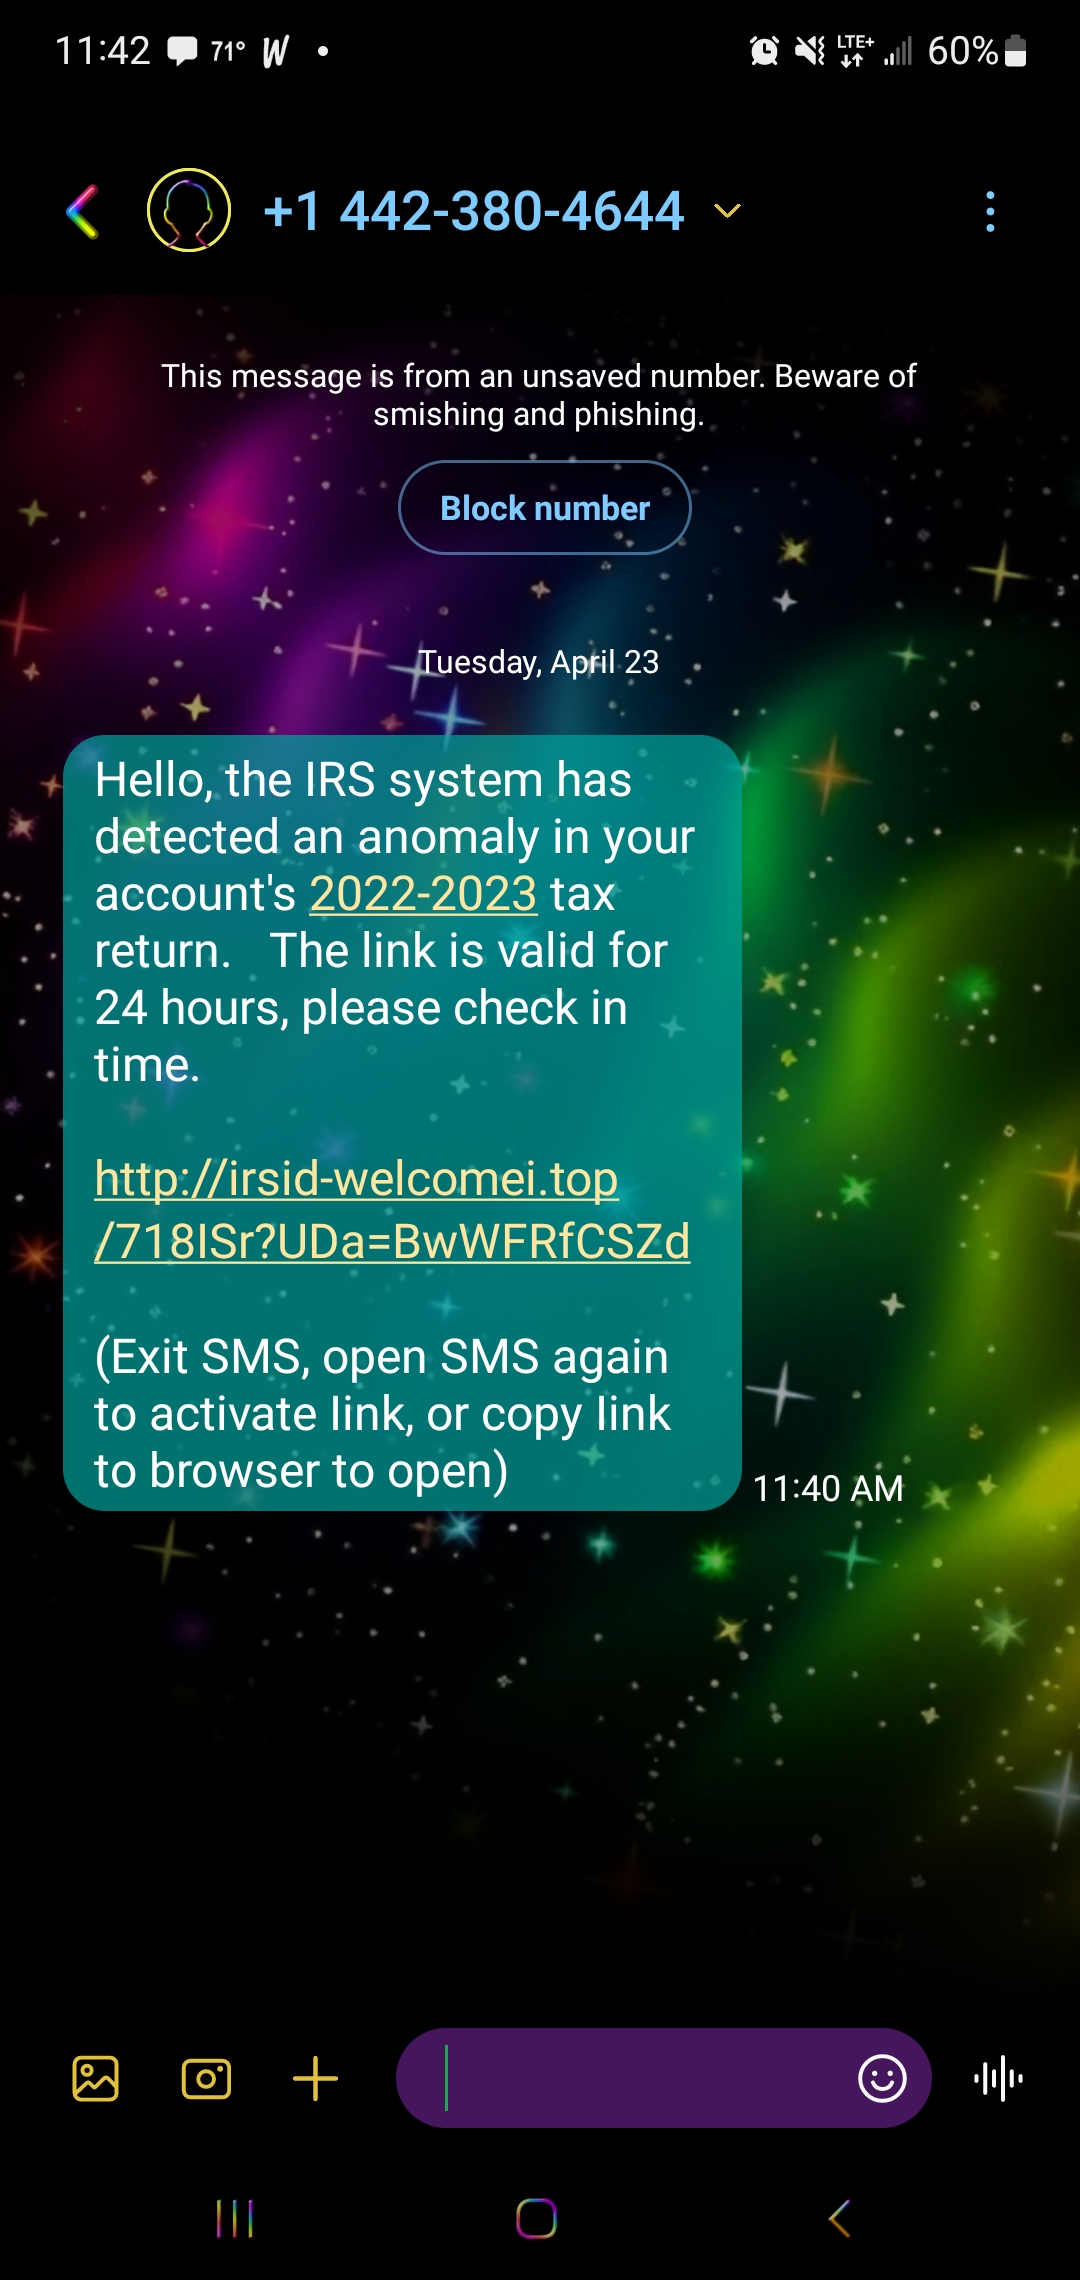 11:42 71° W
LTE+ 60%
+1 442-380-4644
This message is from an unsaved number. Beware of
smishing and phishing.
Block number
Tuesday, April 23
Hello, the IRS system has
detected an anomaly in your
account's 2022-2023 tax
return.   The link is valid for
24 hours, please check in
time.
http://irsid-welcomei.top
/718ISr?UDa=BwWFRfCSZd
(Exit SMS, open SMS again
to activate link, or copy link
to browser to open)
11:40 AM